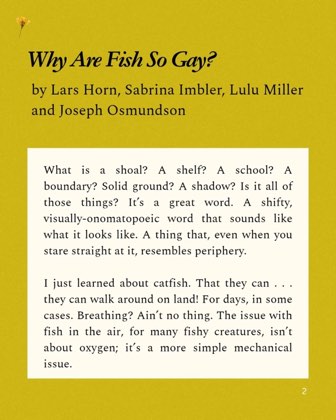 Why Are Fish So Gay?
by Lars Horn, Sabrina Imbler, Lulu Miller
and Joseph Osmundson
What is a shoal? A shelf? A school? A
boundary? Solid ground? A shadow? Is it all of
those things? It’s a great word. A shifty,
visually-onomatopoeic word that sounds like
what it looks like. A thing that, even when you
stare straight at it, resembles periphery.
I just learned about catfish. That they can . . .
they can walk around on land! For days, in some
cases. Breathing? Ain’t no thing. The issue with
fish in the air, for many fishy creatures, isn’t
about oxygen; it’s a more simple mechanical
issue.
2